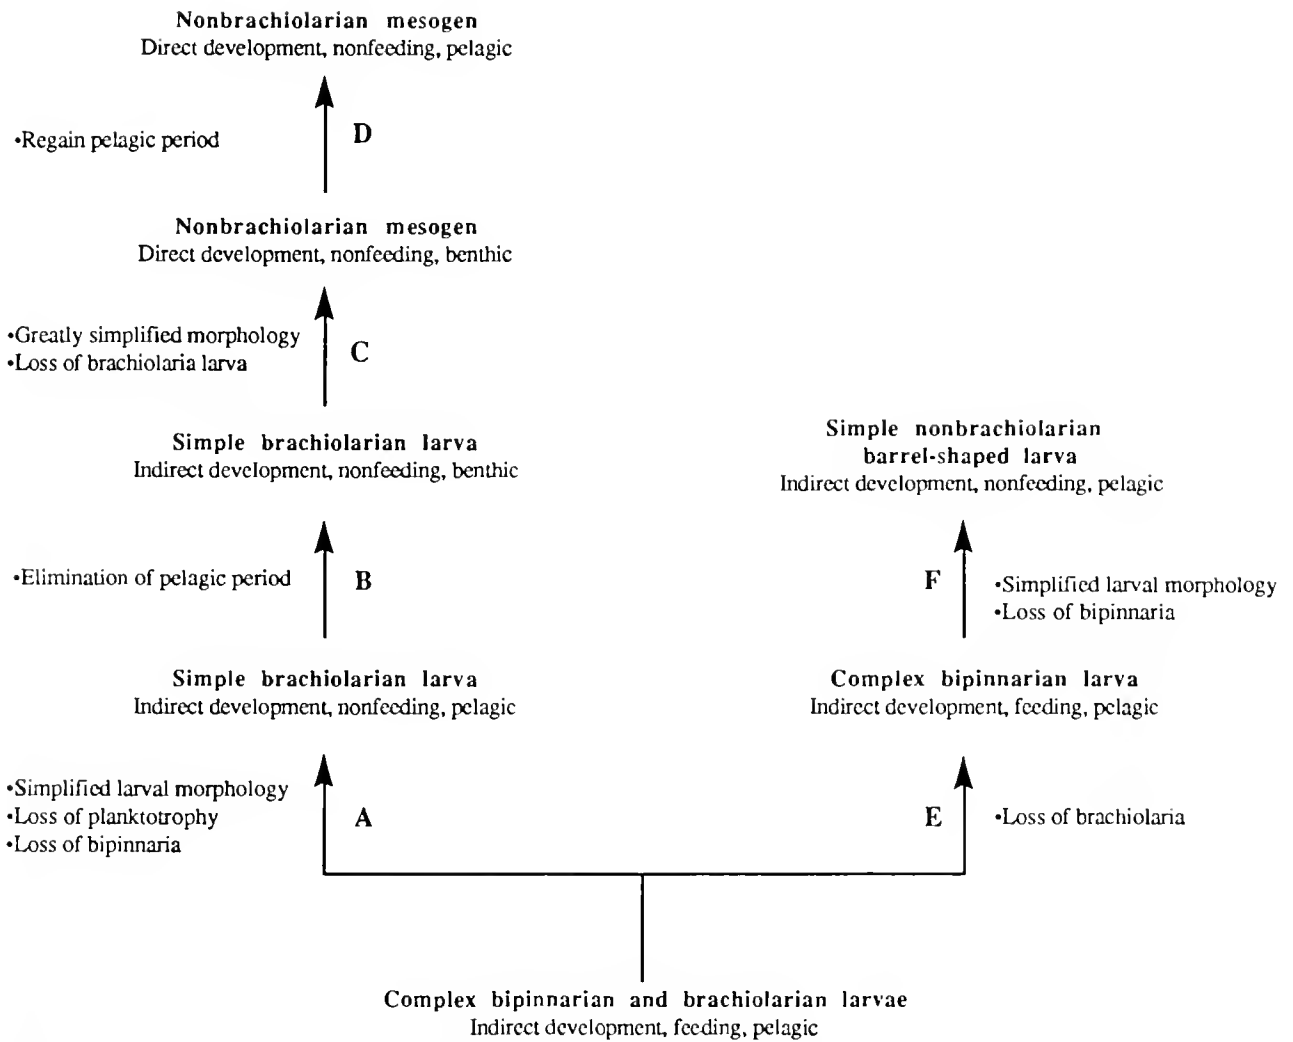 Nonbrachiolarian mesogen
Direct development, nonfeeding, pelagic
•Regain pelagic period
D
Nonbrachiolarian mesogen
Direct development, nonfeeding, benthic
•Greatly simplified morphology
•Loss of brachiolaria larva
C
Simple brachiolarian larva
Indirect development, nonfeeding, benthic
Simple nonbrachiolarian
barrel-shaped larva
Indirect development, nonfeeding, pelagic
•Elimination of pelagic period
B
F
•Simplified larval morphology
•Loss of bipinnaria
Simple brachiolarian larva
Indirect development, nonfeeding, pelagic
Complex bipinnarian larva
Indirect development, feeding, pelagic
•Simplified larval morphology
•Loss of planktotrophy
•Loss of bipinnaria
A
E
•Loss of brachiolaria
Complex bipinnarian and brachiolarian larvae
Indirect development, feeding, pelagic